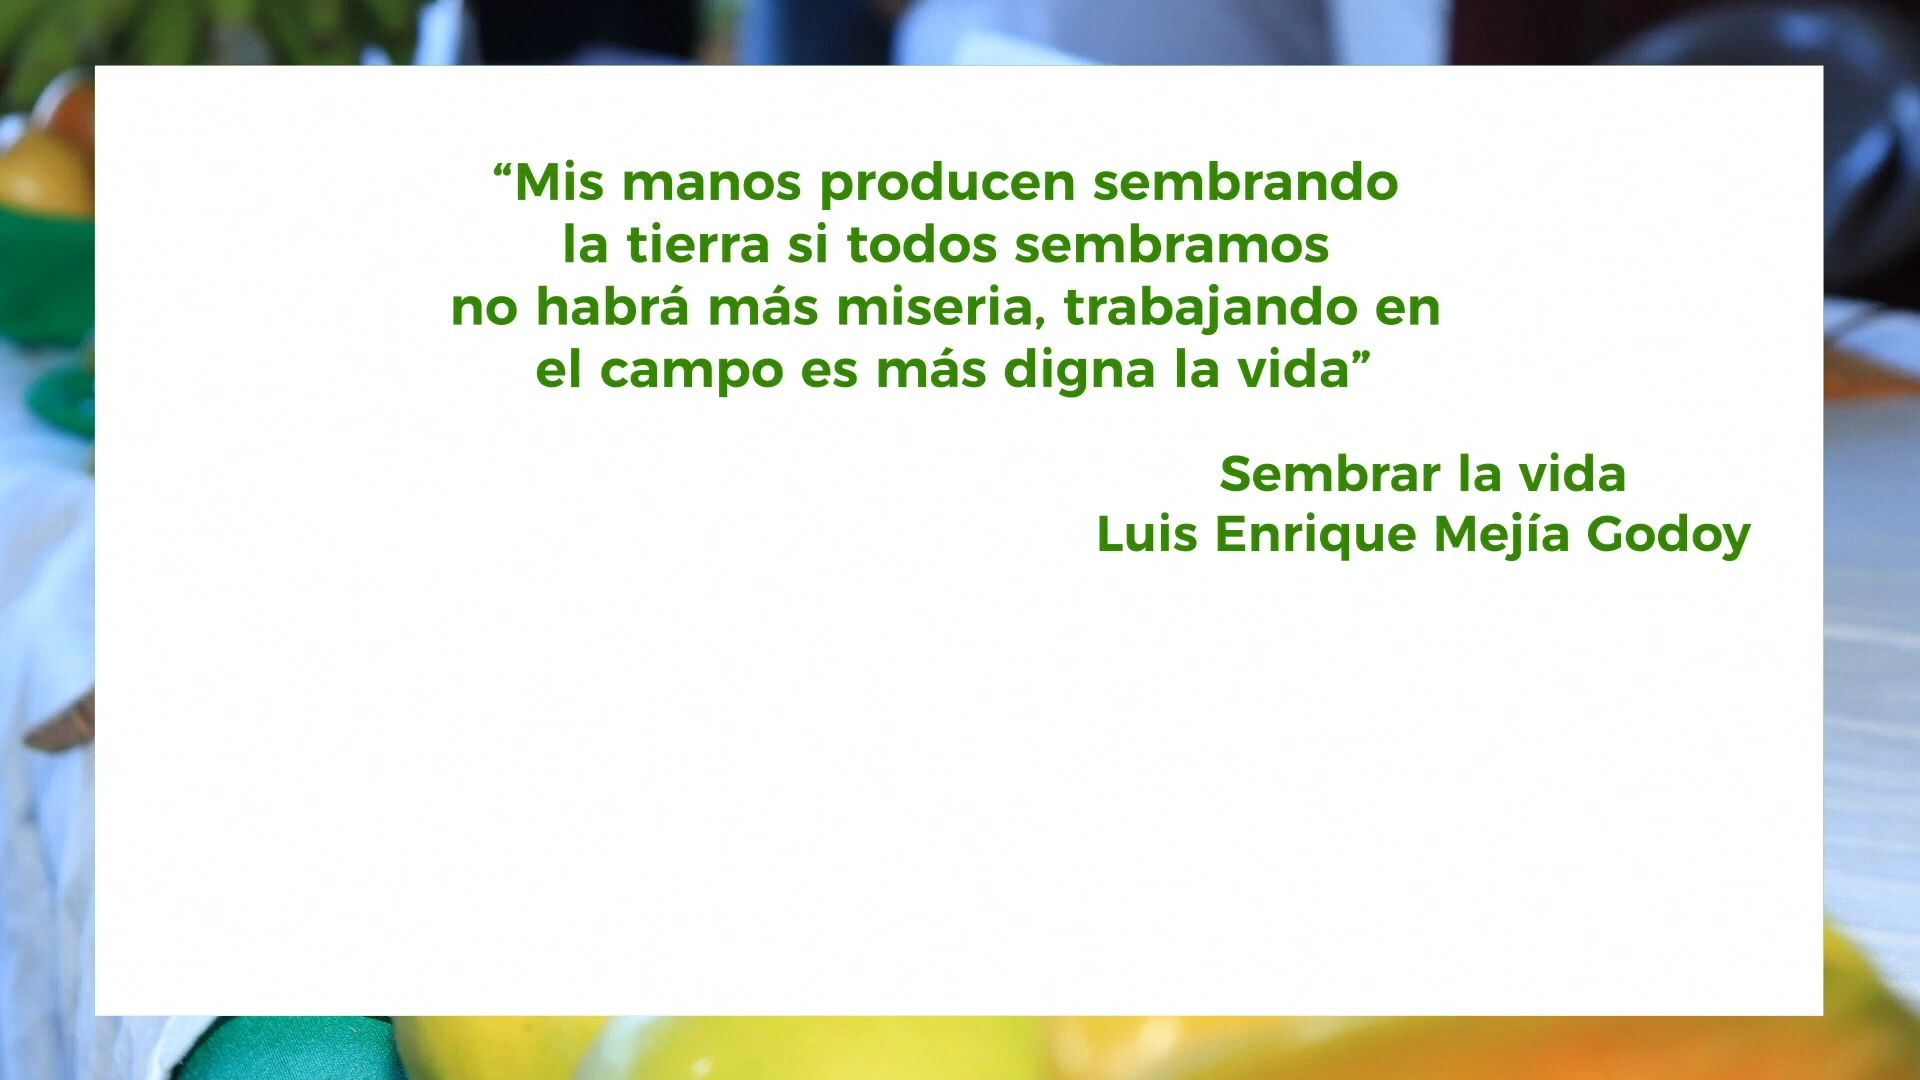 “Mis manos producen sembrando
la tierra si todos sembramos
no habrá más miseria, trabajando en
el campo es más digna la vida”
Sembrar la vida
Luis Enrique Mejía Godoy